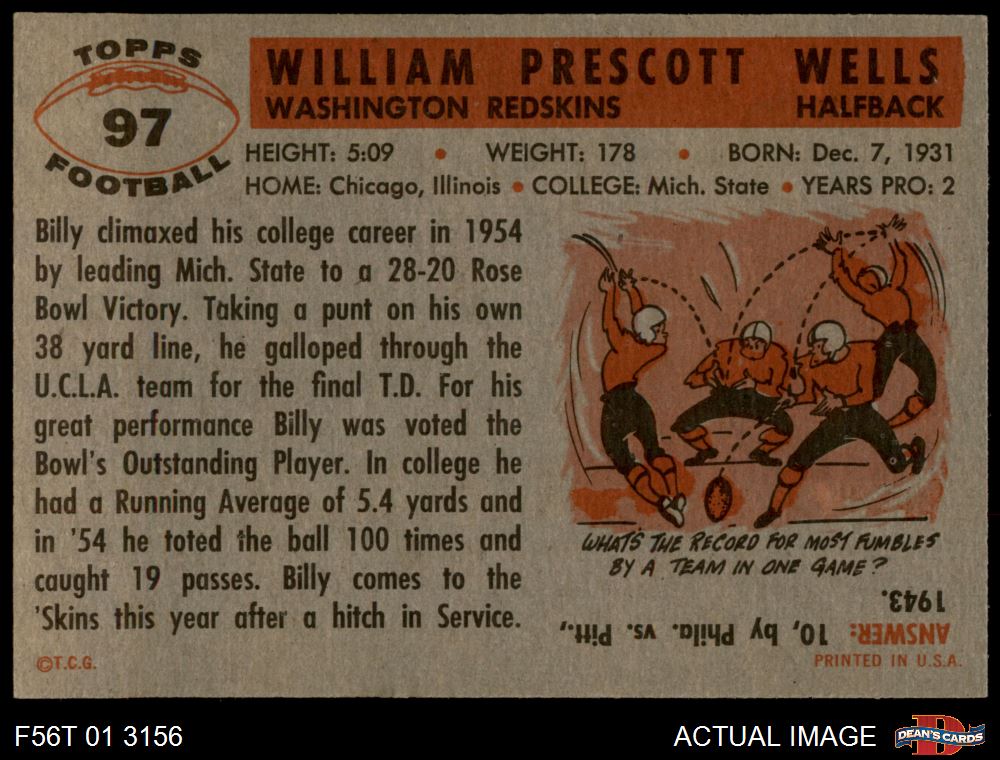 TOPPS
97
FOOTBALL
WILLIAM PRESCOTT WELLS
WASHINGTON REDSKINS HALFBACK
HEIGHT: 5:09 • WEIGHT: 178 • BORN: Dec. 7, 1931
HOME: Chicago, Illinois • COLLEGE: Mich. State • YEARS PRO: 2
Billy climaxed his college career in 1954
by leading Mich. State to a 28-20 Rose
Bowl Victory. Taking a punt on his own
38 yard line, he galloped through the
U.C.L.A. team for the final T.D. For his
great performance Billy was voted the
Bowl's Outstanding Player. In college he
had a Running Average of 5.4 yards and
in '54 he toted the ball 100 times and
caught 19 passes. Billy comes to the
'Skins this year after a hitch in Service.
©T.C.G.
WHAT'S THE RECORD FOR MOST FUMBLES
BY A TEAM IN ONE GAME?
ANSWER: 10, by Phila. vs. Pitt.,
1943.
PRINTED IN U.S.A.
F56T 01 3156
ACTUAL IMAGE
D
DEAN'S CARDS